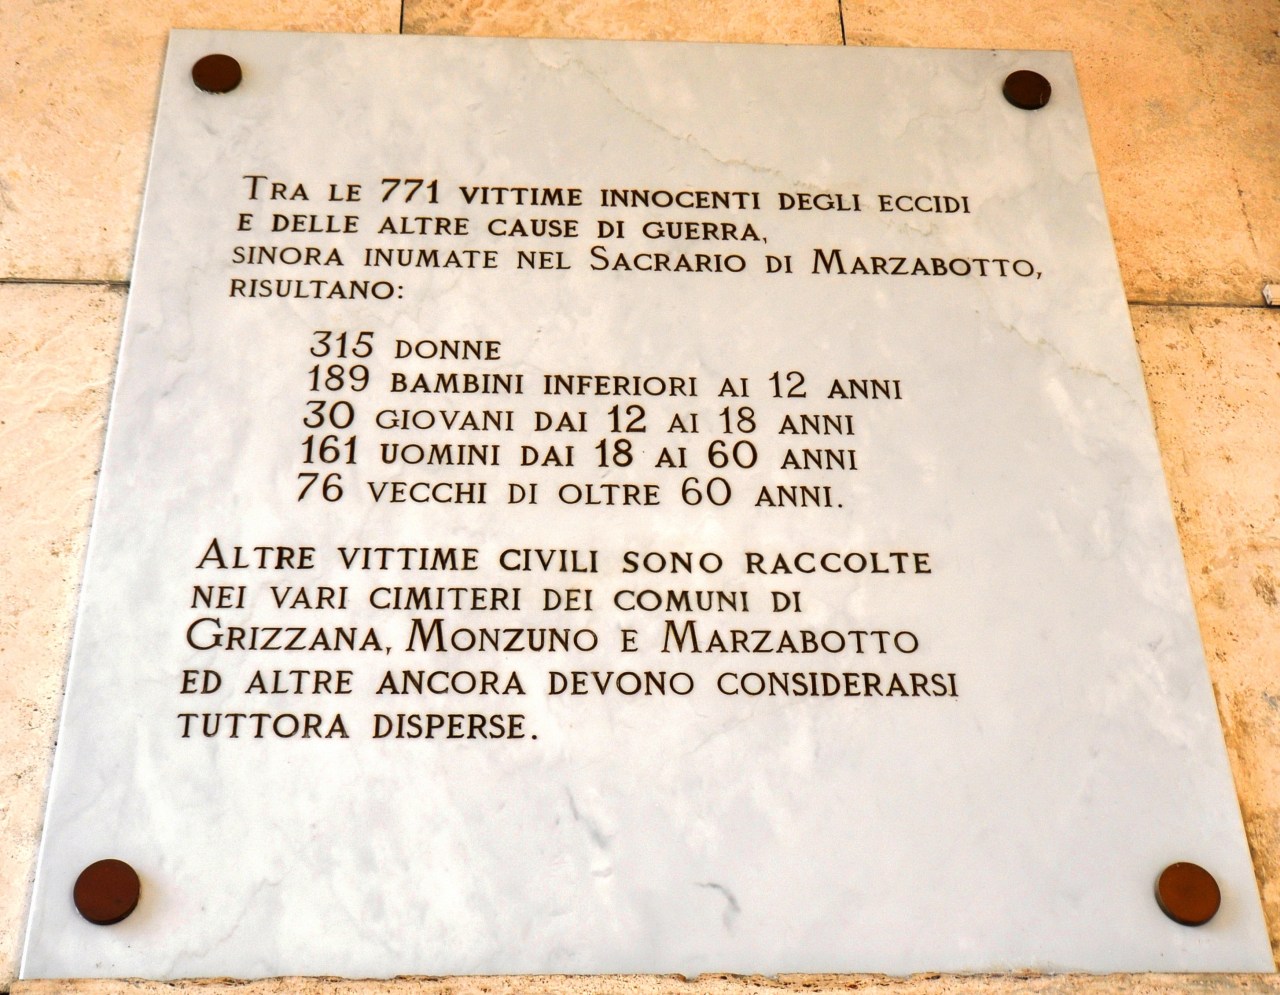 Tra le 771 vittime innocenti degli eccidi
e delle altre cause di guerra,
sinora inumate nel Sacrario di Marzabotto,
risultano:
315 donne
189 bambini inferiori ai 12 anni
30 giovani dai 12 ai 18 anni
161 uomini dai 18 ai 60 anni
76 vecchi di oltre 60 anni.
Altre vittime civili sono raccolte
nei vari cimiteri dei comuni di
Grizzana, Monzuno e Marzabotto
ed altre ancora devono considerarsi
tuttora disperse.